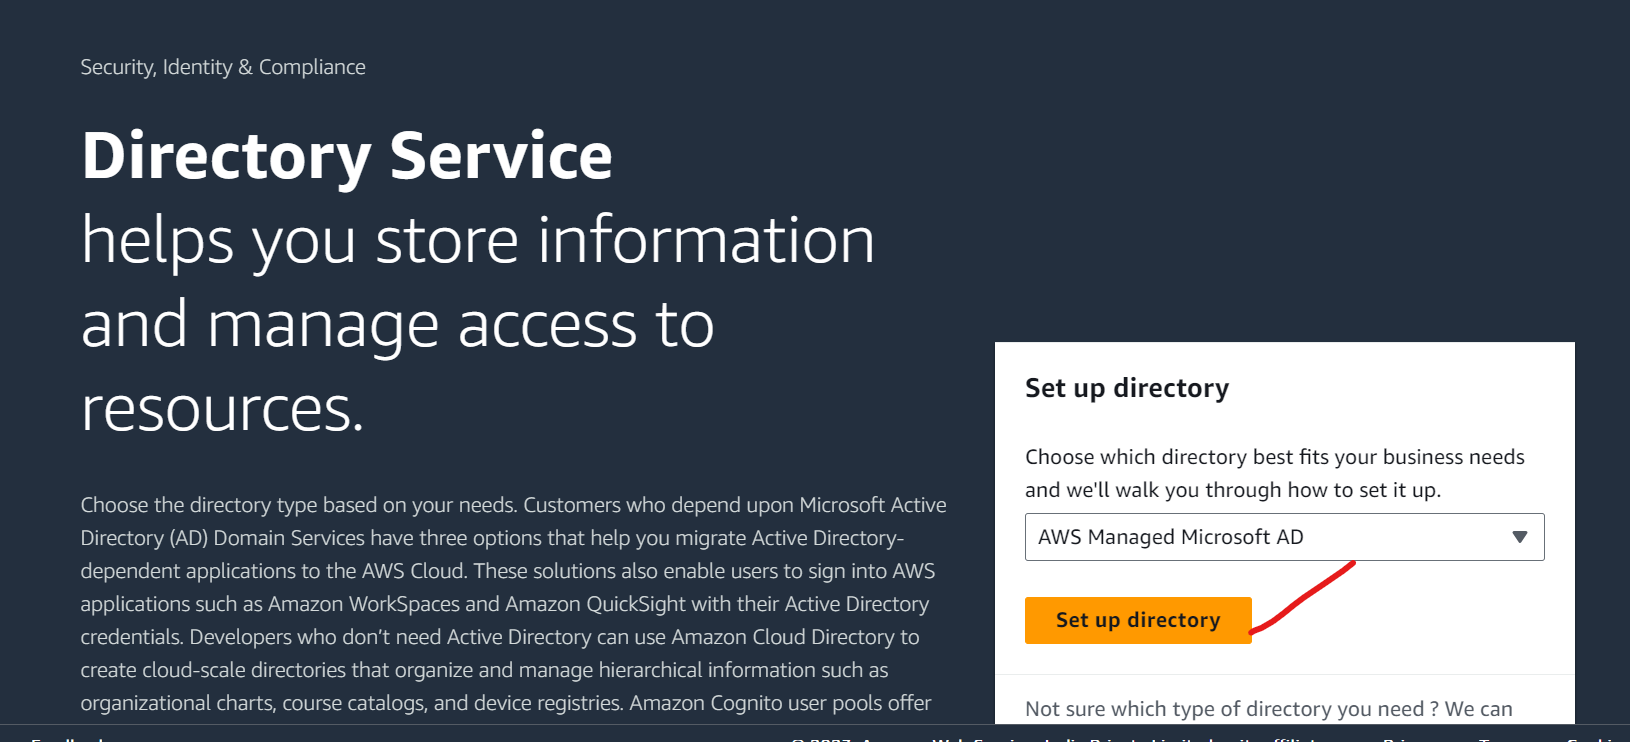 Security, Identity & Compliance
Directory Service
helps you store information
and manage access to
resources.
Choose the directory type based on your needs. Customers who depend upon Microsoft Active
Directory (AD) Domain Services have three options that help you migrate Active Directory-
dependent applications to the AWS Cloud. These solutions also enable users to sign into AWS
applications such as Amazon WorkSpaces and Amazon QuickSight with their Active Directory
credentials. Developers who don’t need Active Directory can use Amazon Cloud Directory to
create cloud-scale directories that organize and manage hierarchical information such as
organizational charts, course catalogs, and device registries. Amazon Cognito user pools offer
Set up directory
Choose which directory best fits your business needs
and we'll walk you through how to set it up.
AWS Managed Microsoft AD
Set up directory
Not sure which type of directory you need ? We can